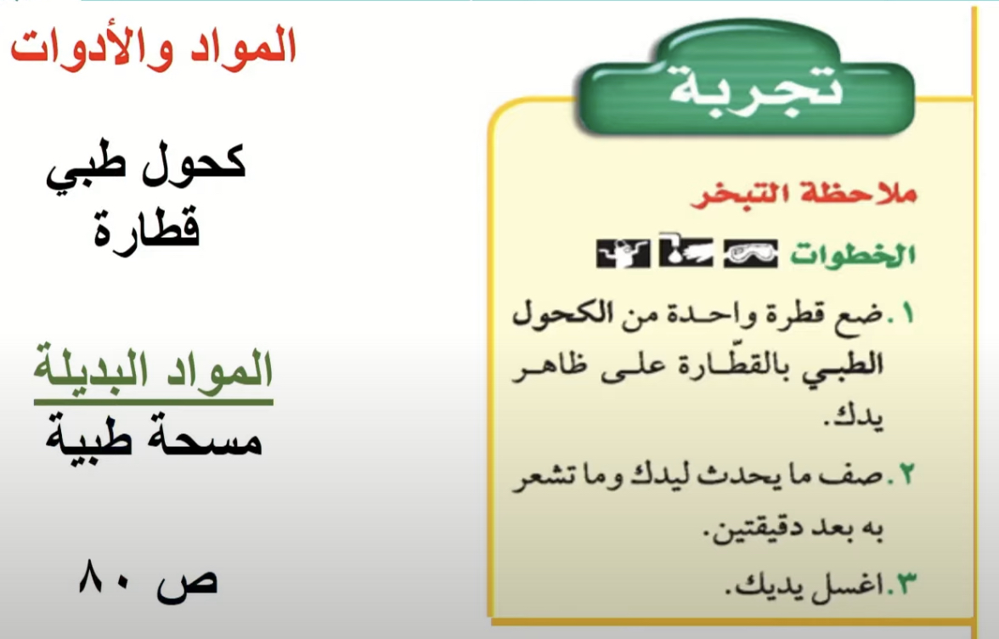 تجربة
ملاحظة التبخر
الخطوات
١. ضع قطرة واحدة من الكحول
الطبي بالقطّارة على ظاهر
يدك.
٢. صف ما يحدث ليدك وما تشعر
به بعد دقيقتين.
٣. اغسل يديك.
المواد والأدوات
كحول طبي
قطارة
المواد البديلة
مسحة طبية
ص ٨٠